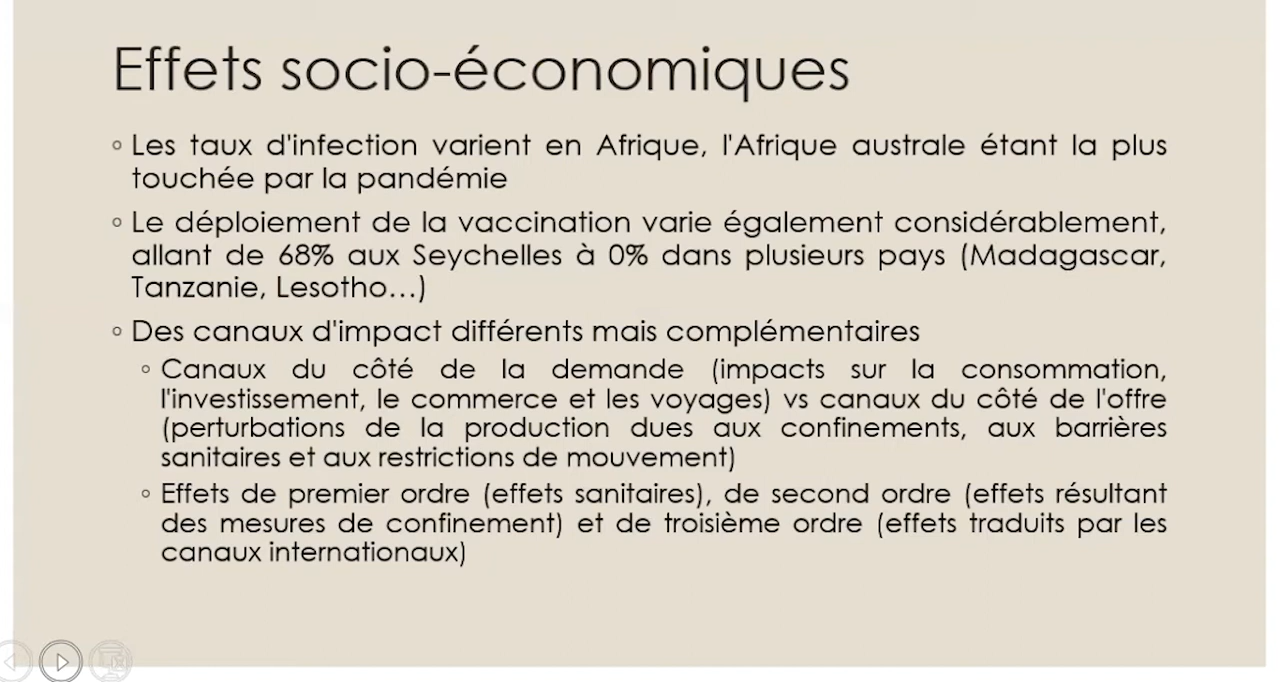 Effets socio-économiques
◦ Les taux d'infection varient en Afrique, l'Afrique australe étant la plus
touchée par la pandémie
◦ Le déploiement de la vaccination varie également considérablement,
allant de 68% aux Seychelles à 0% dans plusieurs pays (Madagascar,
Tanzanie, Lesotho…)
◦ Des canaux d'impact différents mais complémentaires
◦ Canaux du côté de la demande (impacts sur la consommation,
l'investissement, le commerce et les voyages) vs canaux du côté de l'offre
(perturbations de la production dues aux confinements, aux barrières
sanitaires et aux restrictions de mouvement)
◦ Effets de premier ordre (effets sanitaires), de second ordre (effets résultant
des mesures de confinement) et de troisième ordre (effets traduits par les
canaux internationaux)